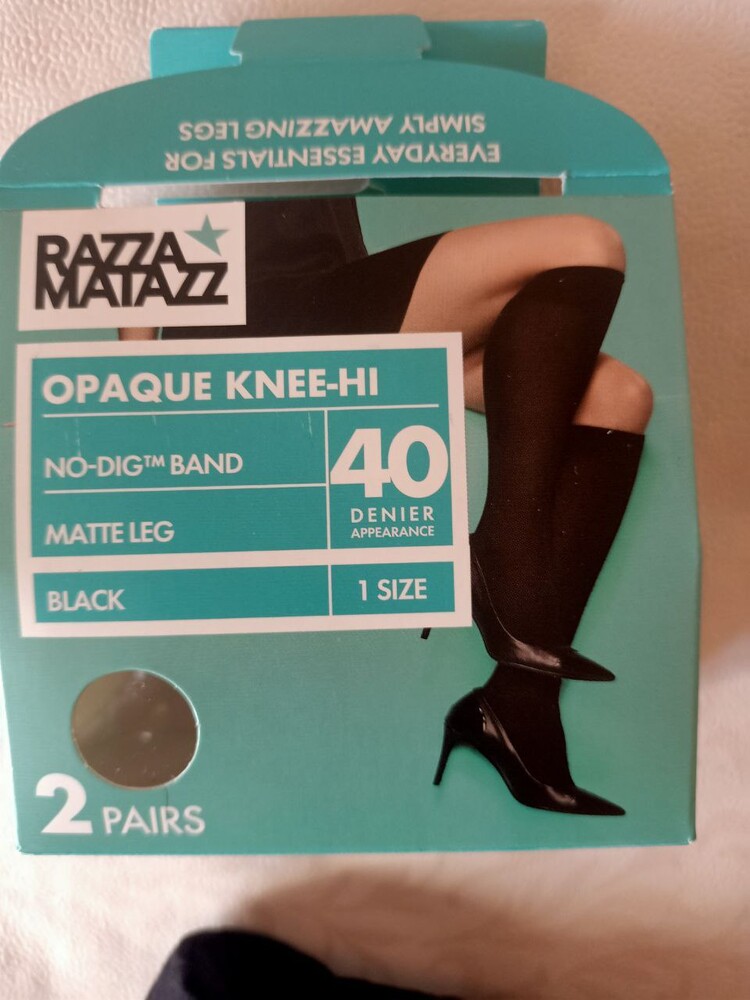 EVERYDAY ESSENTIALS FOR
SIMPLY AMAZZING LEGS
RAZZA
MATAZZ
OPAQUE KNEE-HI
NO-DIG™ BAND
MATTE LEG
40
DENIER
APPEARANCE
BLACK
1 SIZE
2 PAIRS